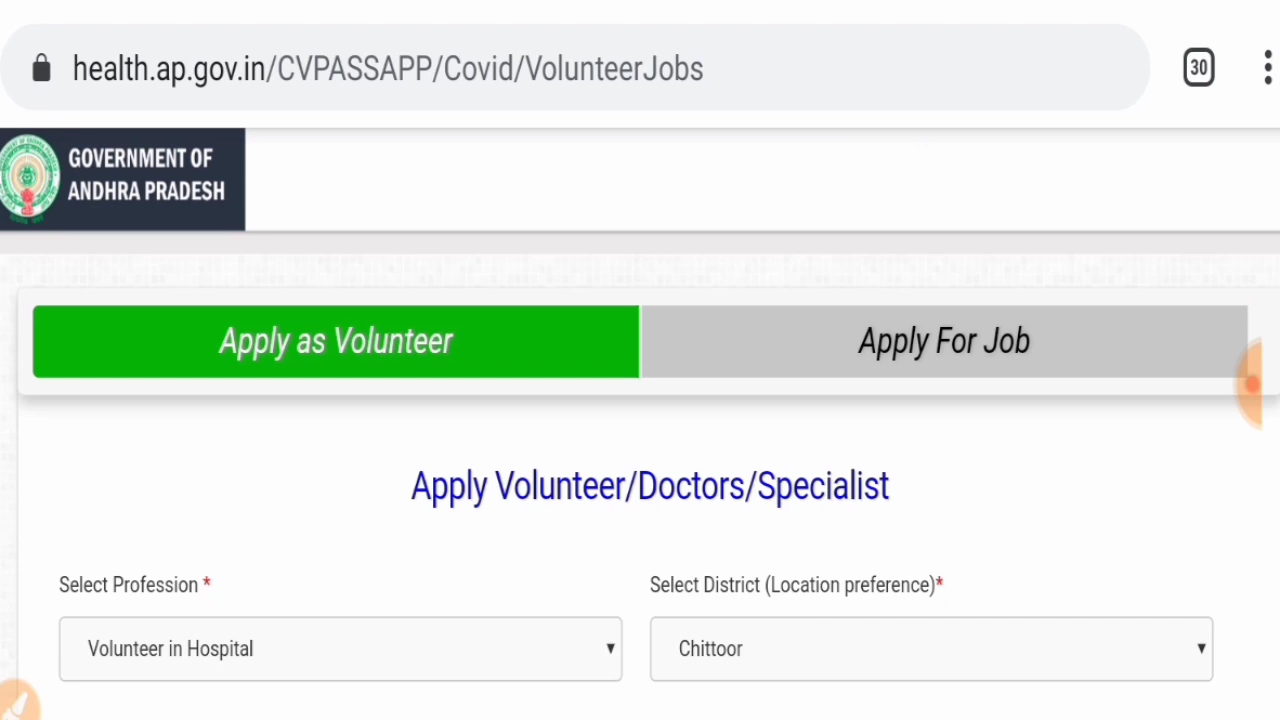 health.ap.gov.in/CVPASSAPP/Covid/VolunteerJobs
30
GOVERNMENT OF
ANDHRA PRADESH
Apply as Volunteer
Apply For Job
Apply Volunteer/Doctors/Specialist
Select Profession *
Select District (Location preference)*
Volunteer in Hospital
Chittoor